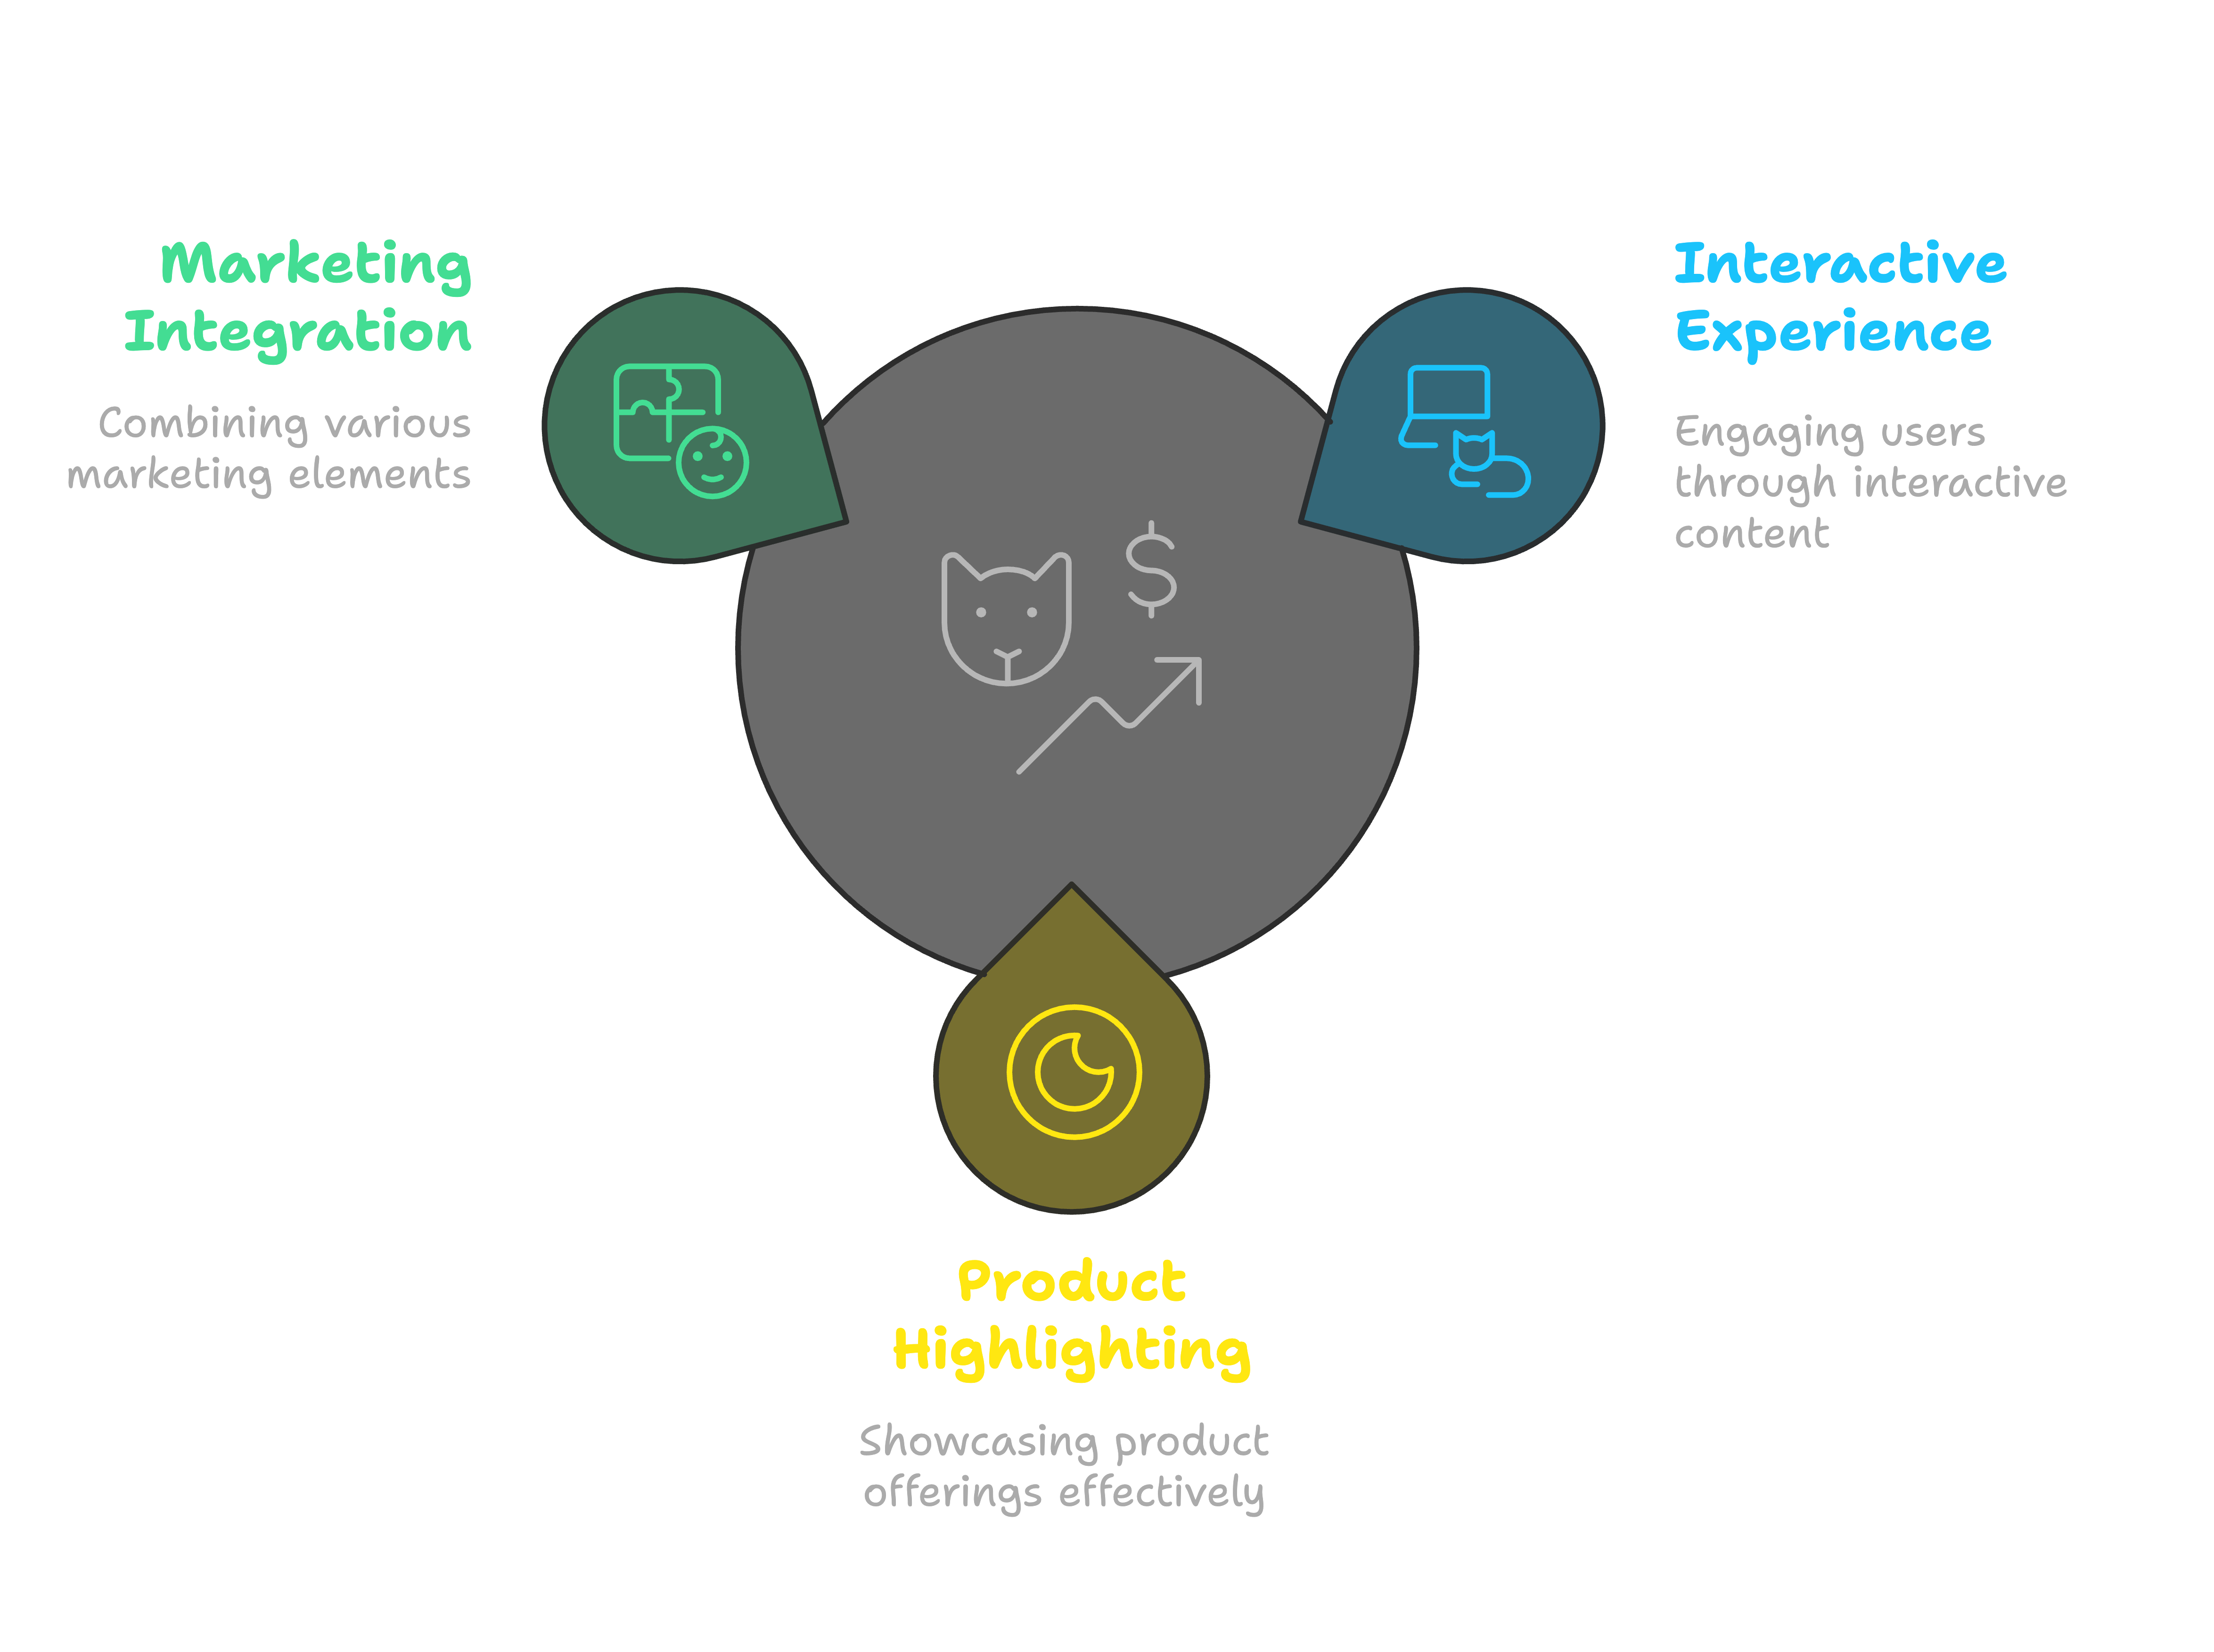 Marketing
Integration
Combining various
marketing elements
Interactive
Experience
Engaging users
through interactive
content
$
Product
Highlighting
Showcasing product
offerings effectively